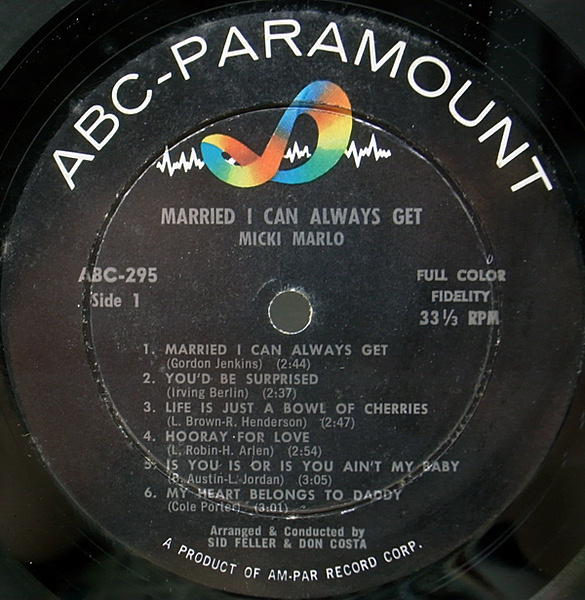 ABC-PARAMOUNT
MARRIED I CAN ALWAYS GET
MICKI MARLO
ABC-295
Side 1
FULL COLOR
FIDELITY
33 1/3 RPM
1. MARRIED I CAN ALWAYS GET
(Gordon Jenkins) (2:44)
2. YOU'D BE SURPRISED
(Irving Berlin) (2:37)
3. LIFE IS JUST A BOWL OF CHERRIES
(L. Brown-R. Henderson) (2:47)
4. HOORAY FOR LOVE
(L. Robin-H. Arlen) (2:54)
5. IS YOU IS OR IS YOU AIN'T MY BABY
(B. Austin-L. Jordan) (3:05)
6. MY HEART BELONGS TO DADDY
(Cole Porter) (3:01)
Arranged & Conducted by
SID FELLER & DON COSTA
A PRODUCT OF AM-PAR RECORD CORP.